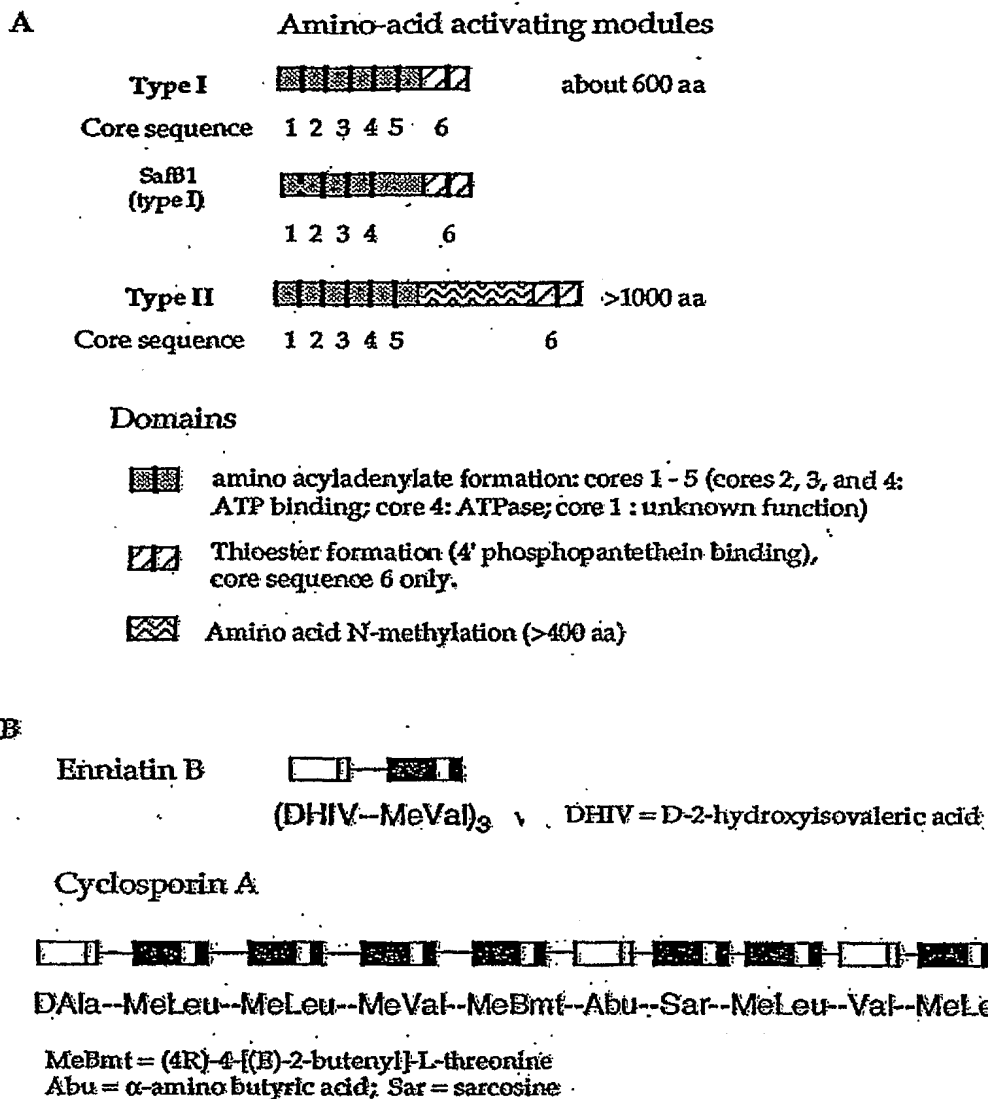 A
Amino-acid activating modules
Type I about 600 aa
Core sequence 1 2 3 4 5 6
SafB1
(type I)
1 2 3 4 6
Type II >1000 aa
Core sequence 1 2 3 4 5 6
Domains
amino acyladenylate formation: cores 1 - 5 (cores 2, 3, and 4:
ATP binding; core 4: ATPase; core 1 : unknown function)
Thioester formation (4' phosphopantethein binding),
core sequence 6 only.
Amino acid N-methylation (>400 aa)
B
Enniatin B
(DHIV--MeVal)3 DHIV = D-2-hydroxyisovaleric acid
Cyclosporin A
DAla--MeLeu--MeLeu--MeVal--MeBmt--Abu--Sar--MeLeu--Val--MeLe
MeBmt = (4R)-4-[(E)-2-butenyl]-L-threonine
Abu = α-amino butyric acid; Sar = sarcosine